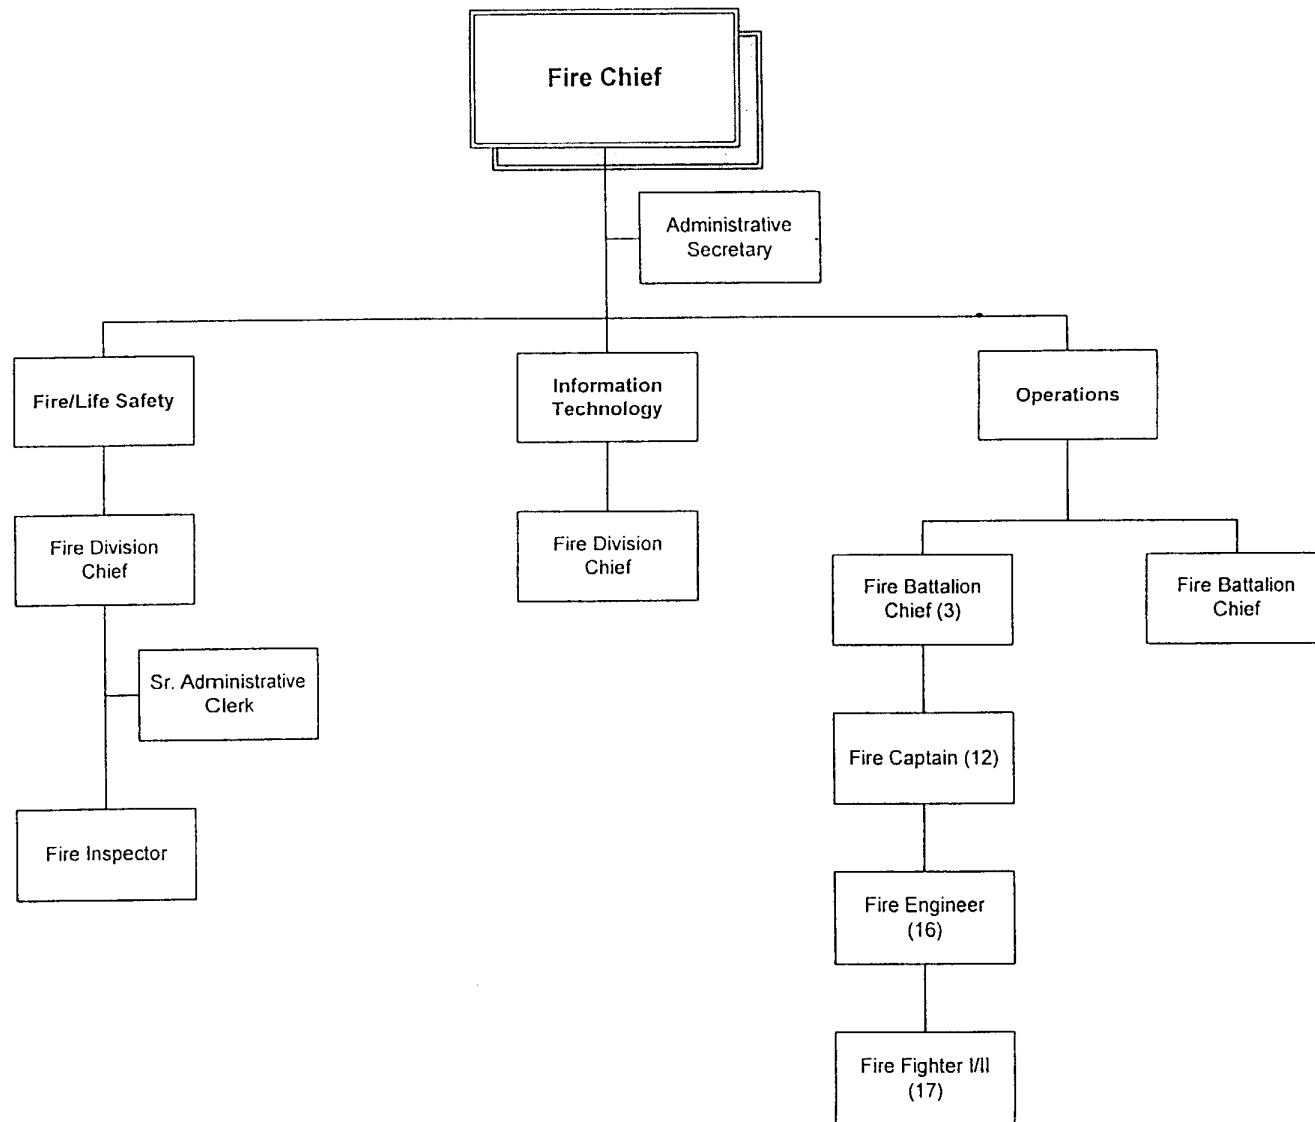 Fire Chief
Administrative
Secretary
Fire/Life Safety
Information
Technology
Operations
Fire Division
Chief
Fire Division
Chief
Fire Battalion
Chief (3)
Fire Battalion
Chief
Sr. Administrative
Clerk
Fire Captain (12)
Fire Inspector
Fire Engineer
(16)
Fire Fighter I/II
(17)